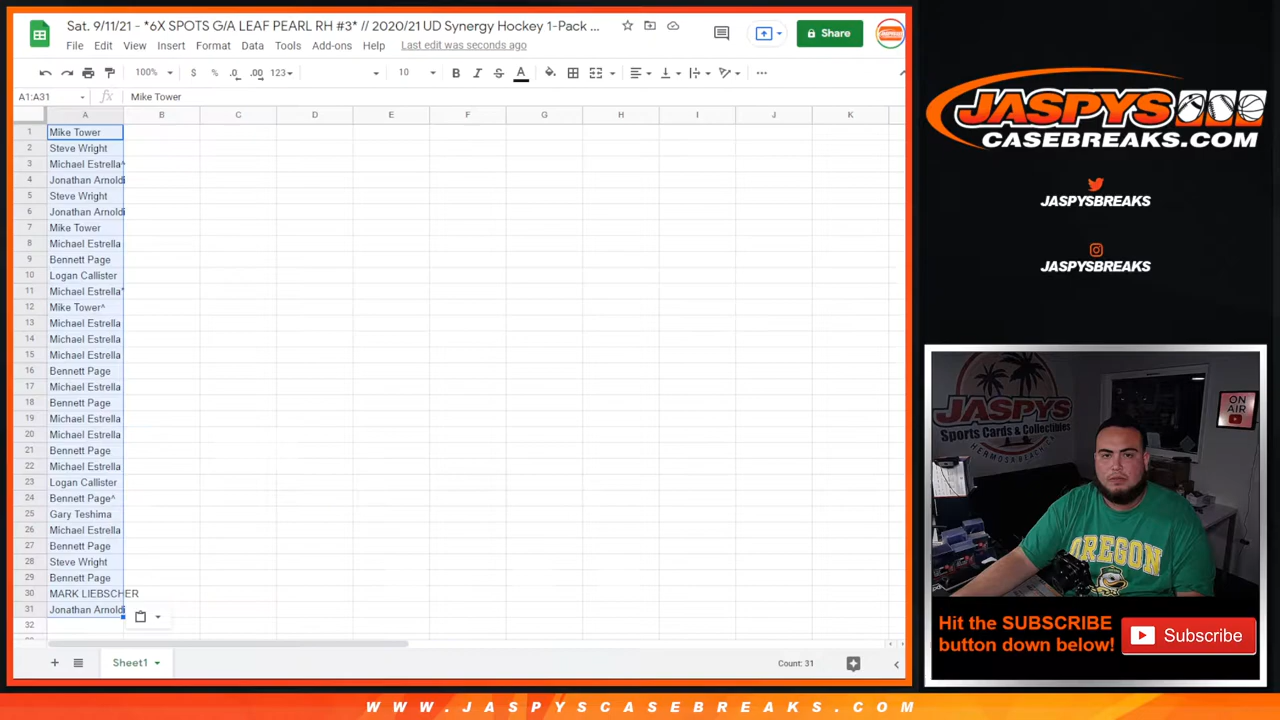 Sat. 9/11/21 - *6X SPOTS G/A LEAF PEARL RH #3* // 2020/21 UD Synergy Hockey 1-Pack ...
File Edit View Insert Format Data Tools Add-ons Help Last edit was seconds ago
Share
100% $ % .0 .00 123 10 B I S A
A1:A31 fx Mike Tower
A B C D E F G H I J K
1 Mike Tower
2 Steve Wright
3 Michael Estrella^
4 Jonathan Arnoldi
5 Steve Wright
6 Jonathan Arnoldi
7 Mike Tower
8 Michael Estrella
9 Bennett Page
10 Logan Callister
11 Michael Estrella*
12 Mike Tower^
13 Michael Estrella
14 Michael Estrella
15 Michael Estrella
16 Bennett Page
17 Michael Estrella
18 Bennett Page
19 Michael Estrella
20 Michael Estrella
21 Bennett Page
22 Michael Estrella
23 Logan Callister
24 Bennett Page^
25 Gary Teshima
26 Michael Estrella
27 Bennett Page
28 Steve Wright
29 Bennett Page
30 MARK LIEBSCHER
31 Jonathan Arnoldi
32
Sheet1
Count: 31
JASPYS
CASEBREAKS.COM
JASPYSBREAKS
JASPYSBREAKS
JASPYS
Sports Cards & Collectibles
HERMOSA BEACH, CA
ON AIR
OREGON
Hit the SUBSCRIBE
button down below!
Subscribe
WWW.JASPYSCASEBREAKS.COM